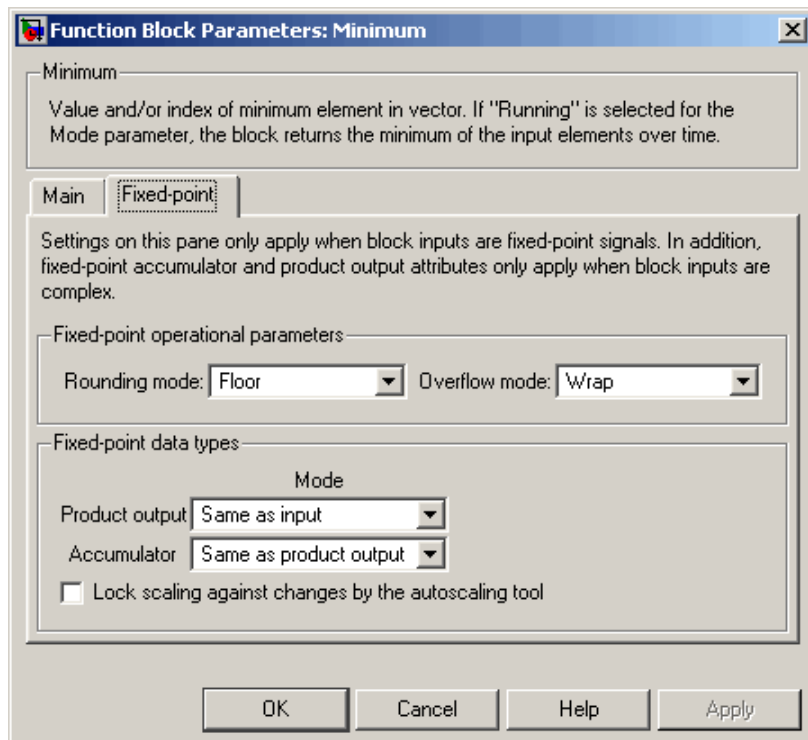 Function Block Parameters: Minimum
Minimum
Value and/or index of minimum element in vector. If "Running" is selected for the
Mode parameter, the block returns the minimum of the input elements over time.
Main Fixed-point
Settings on this pane only apply when block inputs are fixed-point signals. In addition,
fixed-point accumulator and product output attributes only apply when block inputs are
complex.
Fixed-point operational parameters
Rounding mode: Floor Overflow mode: Wrap
Fixed-point data types
Mode
Product output Same as input
Accumulator Same as product output
Lock scaling against changes by the autoscaling tool
OK Cancel Help Apply